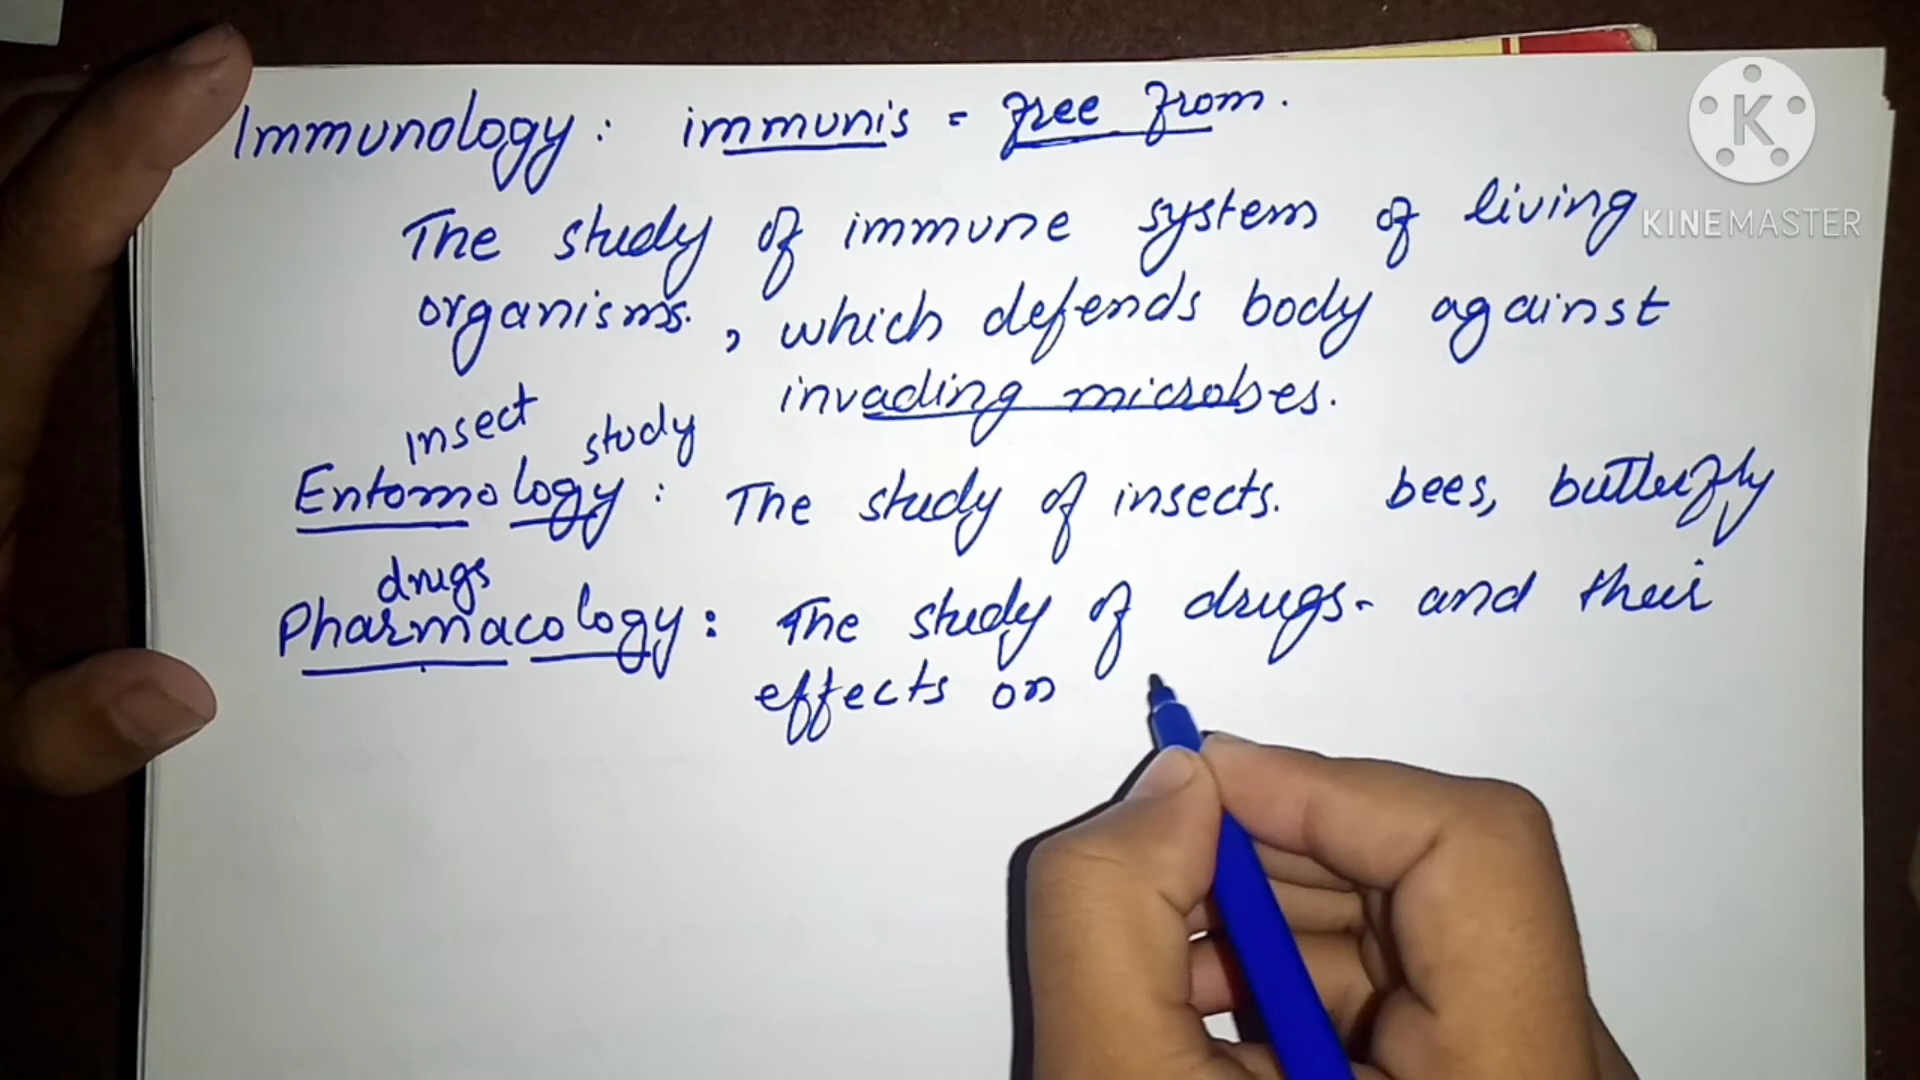 Immunology: immunis = free from.
The study of immune system of living
organisms. , which defends body against
invading microbes.
insect study
Entomology: The study of insects. bees, butterfly
drugs
Pharmacology: The study of drugs- and their
effects on
K
KINEMASTER